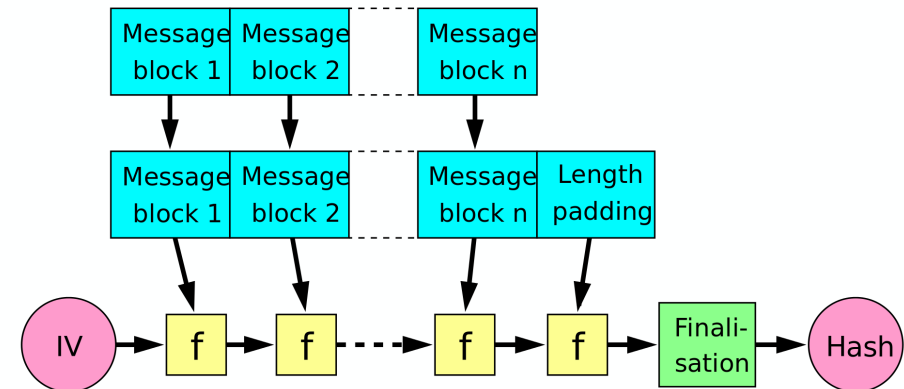 Message
block 1
Message
block 2
Message
block n
Message
block 1
Message
block 2
Message
block n
Length
padding
IV
f
f
f
f
Finali-
sation
Hash